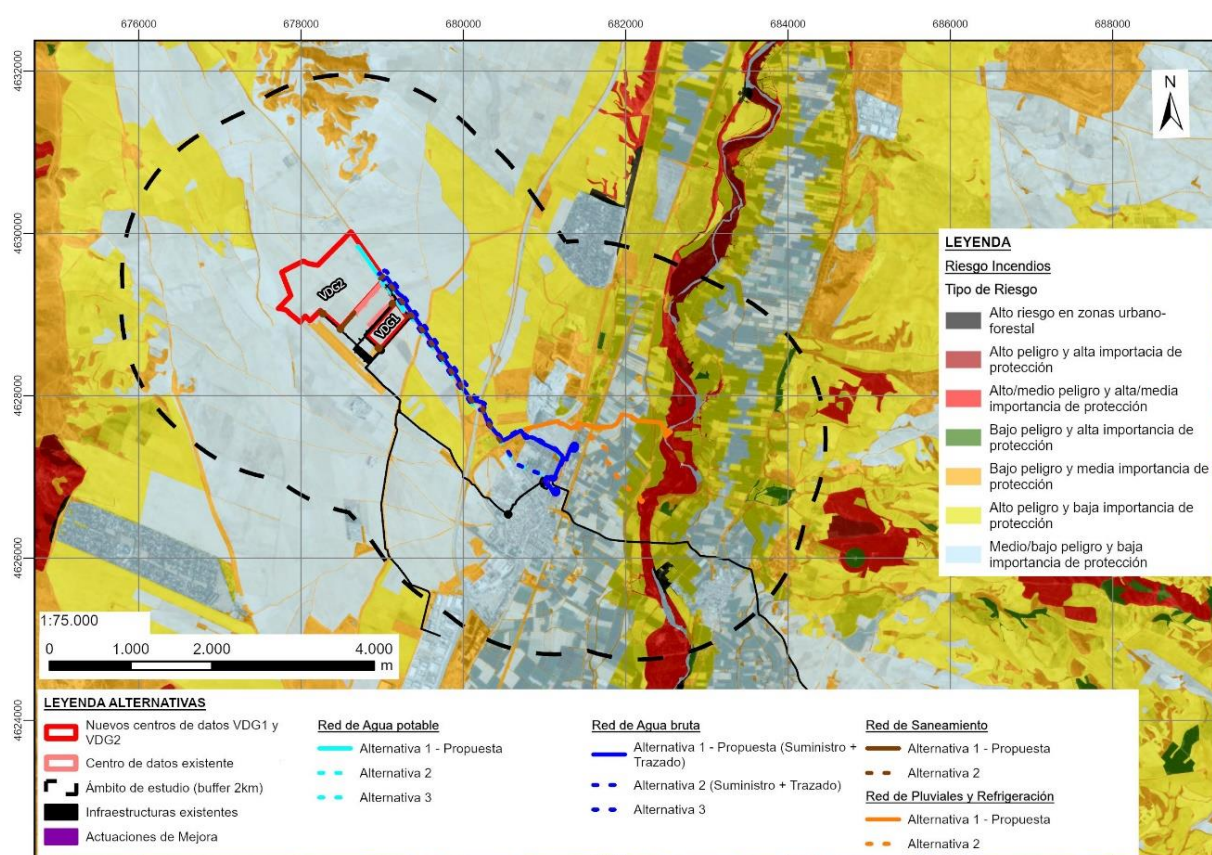 676000 678000 680000 682000 684000 686000 688000
4632000
4630000
4628000
4626000
4624000
N
VDG2
VDG1
LEYENDA
Riesgo Incendios
Tipo de Riesgo
Alto riesgo en zonas urbano-
forestal
Alto peligro y alta importacia de
protección
Alto/medio peligro y alta/media
importancia de protección
Bajo peligro y alta importancia de
protección
Bajo peligro y media importancia de
protección
Alto peligro y baja importancia de
protección
Medio/bajo peligro y baja
importancia de protección
1:75.000
0 1.000 2.000 4.000
m
LEYENDA ALTERNATIVAS
Nuevos centros de datos VDG1 y
VDG2
Centro de datos existente
Ámbito de estudio (buffer 2km)
Infraestructuras existentes
Actuaciones de Mejora
Red de Agua potable
Alternativa 1 - Propuesta
Alternativa 2
Alternativa 3
Red de Agua bruta
Alternativa 1 - Propuesta (Suministro +
Trazado)
Alternativa 2 (Suministro + Trazado)
Alternativa 3
Red de Saneamiento
Alternativa 1 - Propuesta
Alternativa 2
Red de Pluviales y Refrigeración
Alternativa 1 - Propuesta
Alternativa 2